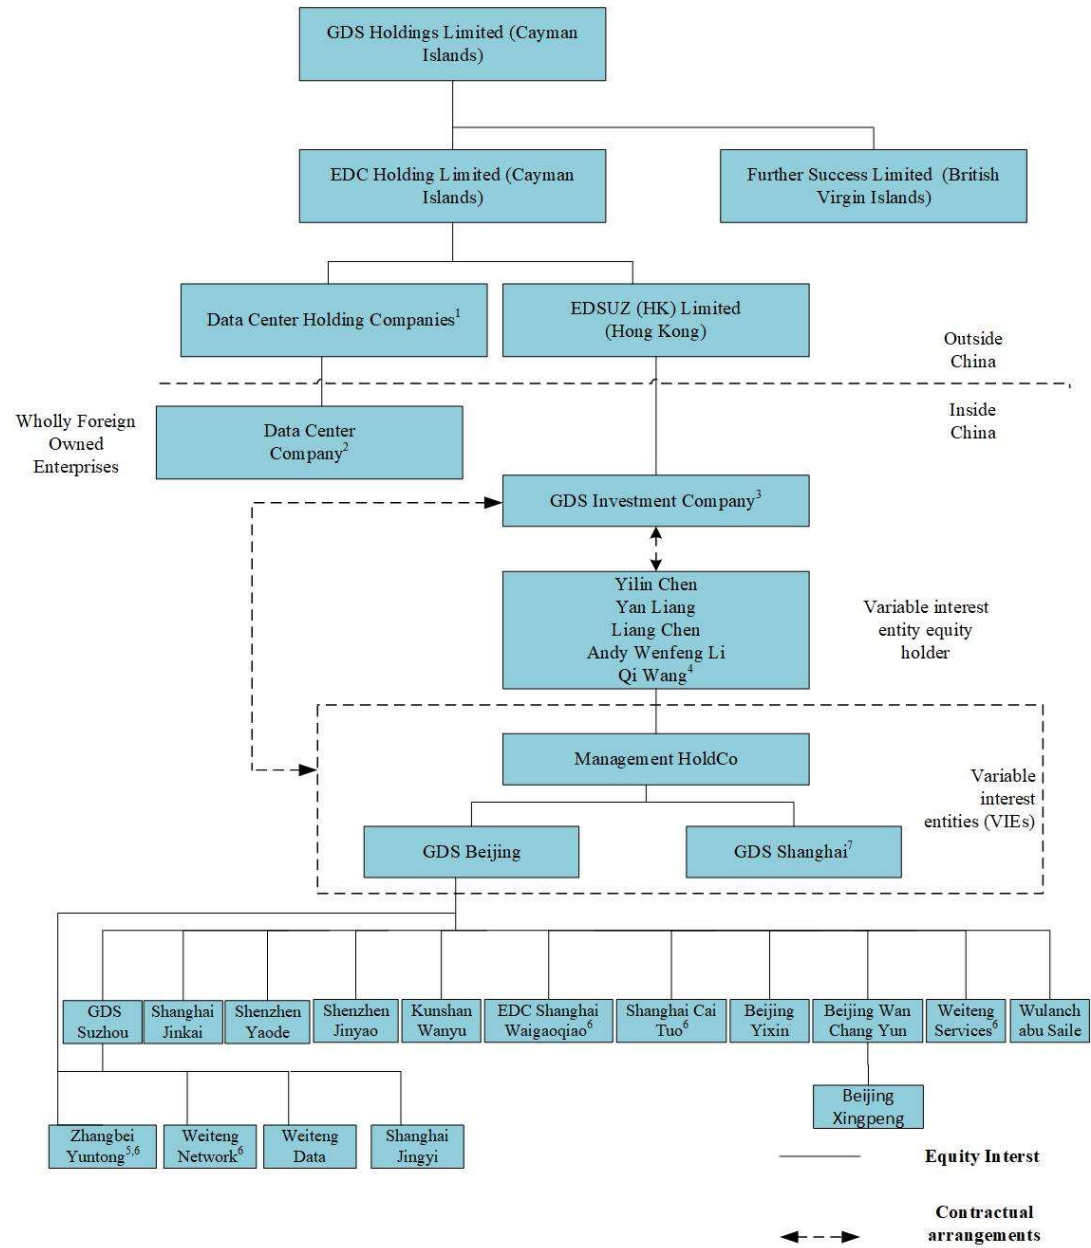 GDS Holdings Limited (Cayman
Islands)
EDC Holding Limited (Cayman
Islands)
Further Success Limited (British
Virgin Islands)
Data Center Holding Companies1
EDSUZ (HK) Limited
(Hong Kong)
Outside
China
Inside
China
Wholly Foreign
Owned
Enterprises
Data Center
Company2
GDS Investment Company3
Yilin Chen
Yan Liang
Liang Chen
Andy Wenfeng Li
Qi Wang4
Variable interest
entity equity
holder
Management HoldCo
Variable
interest
entities (VIEs)
GDS Beijing
GDS Shanghai7
GDS
Suzhou
Shanghai
Jinkai
Shenzhen
Yaode
Shenzhen
Jinyao
Kunshan
Wanyu
EDC Shanghai
Waigaoqiao6
Shanghai Cai
Tuo6
Beijing
Yixin
Beijing Wan
Chang Yun
Weiteng
Services6
Wulanch
abu Saile
Beijing
Xingpeng
Zhangbei
Yuntong5,6
Weiteng
Network6
Weiteng
Data
Shanghai
Jingyi
Equity Interst
Contractual
arrangements